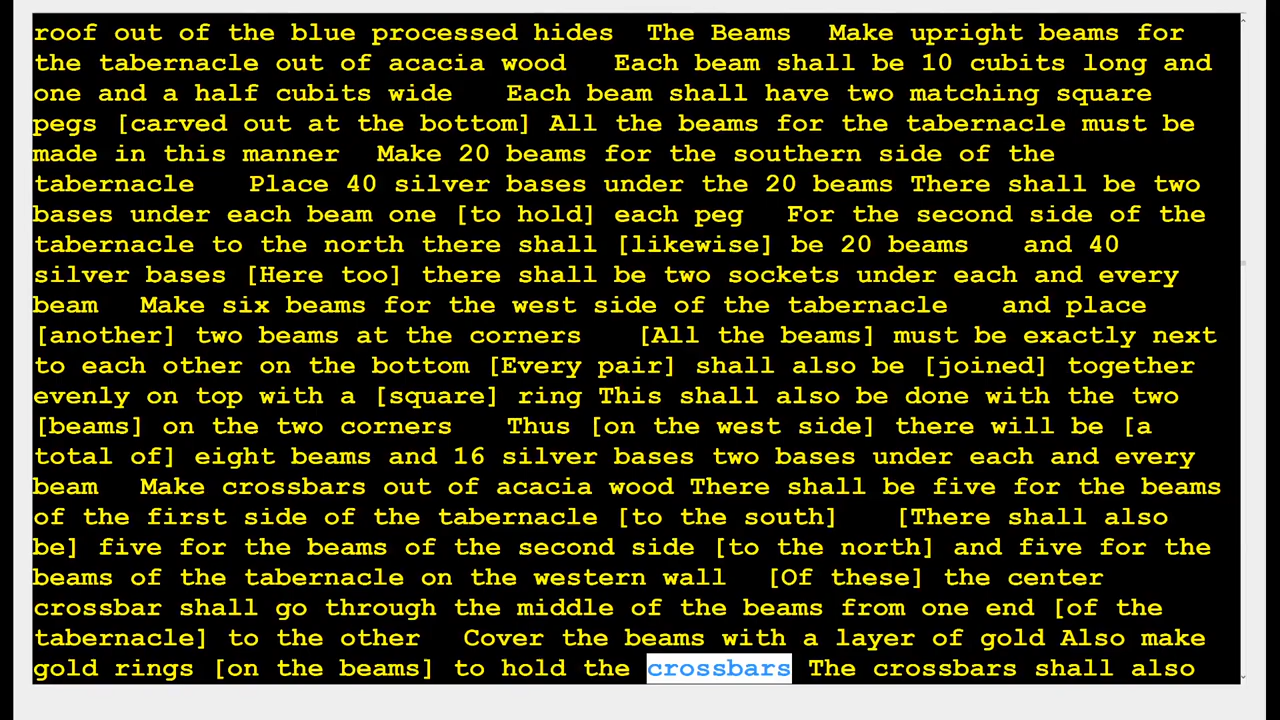 roof out of the blue processed hides The Beams Make upright beams for
the tabernacle out of acacia wood Each beam shall be 10 cubits long and
one and a half cubits wide Each beam shall have two matching square
pegs [carved out at the bottom] All the beams for the tabernacle must be
made in this manner Make 20 beams for the southern side of the
tabernacle Place 40 silver bases under the 20 beams There shall be two
bases under each beam one [to hold] each peg For the second side of the
tabernacle to the north there shall [likewise] be 20 beams and 40
silver bases [Here too] there shall be two sockets under each and every
beam Make six beams for the west side of the tabernacle and place
[another] two beams at the corners [All the beams] must be exactly next
to each other on the bottom [Every pair] shall also be [joined] together
evenly on top with a [square] ring This shall also be done with the two
[beams] on the two corners Thus [on the west side] there will be [a
total of] eight beams and 16 silver bases two bases under each and every
beam Make crossbars out of acacia wood There shall be five for the beams
of the first side of the tabernacle [to the south] [There shall also
be] five for the beams of the second side [to the north] and five for the
beams of the tabernacle on the western wall [Of these] the center
crossbar shall go through the middle of the beams from one end [of the
tabernacle] to the other Cover the beams with a layer of gold Also make
gold rings [on the beams] to hold the crossbars The crossbars shall also